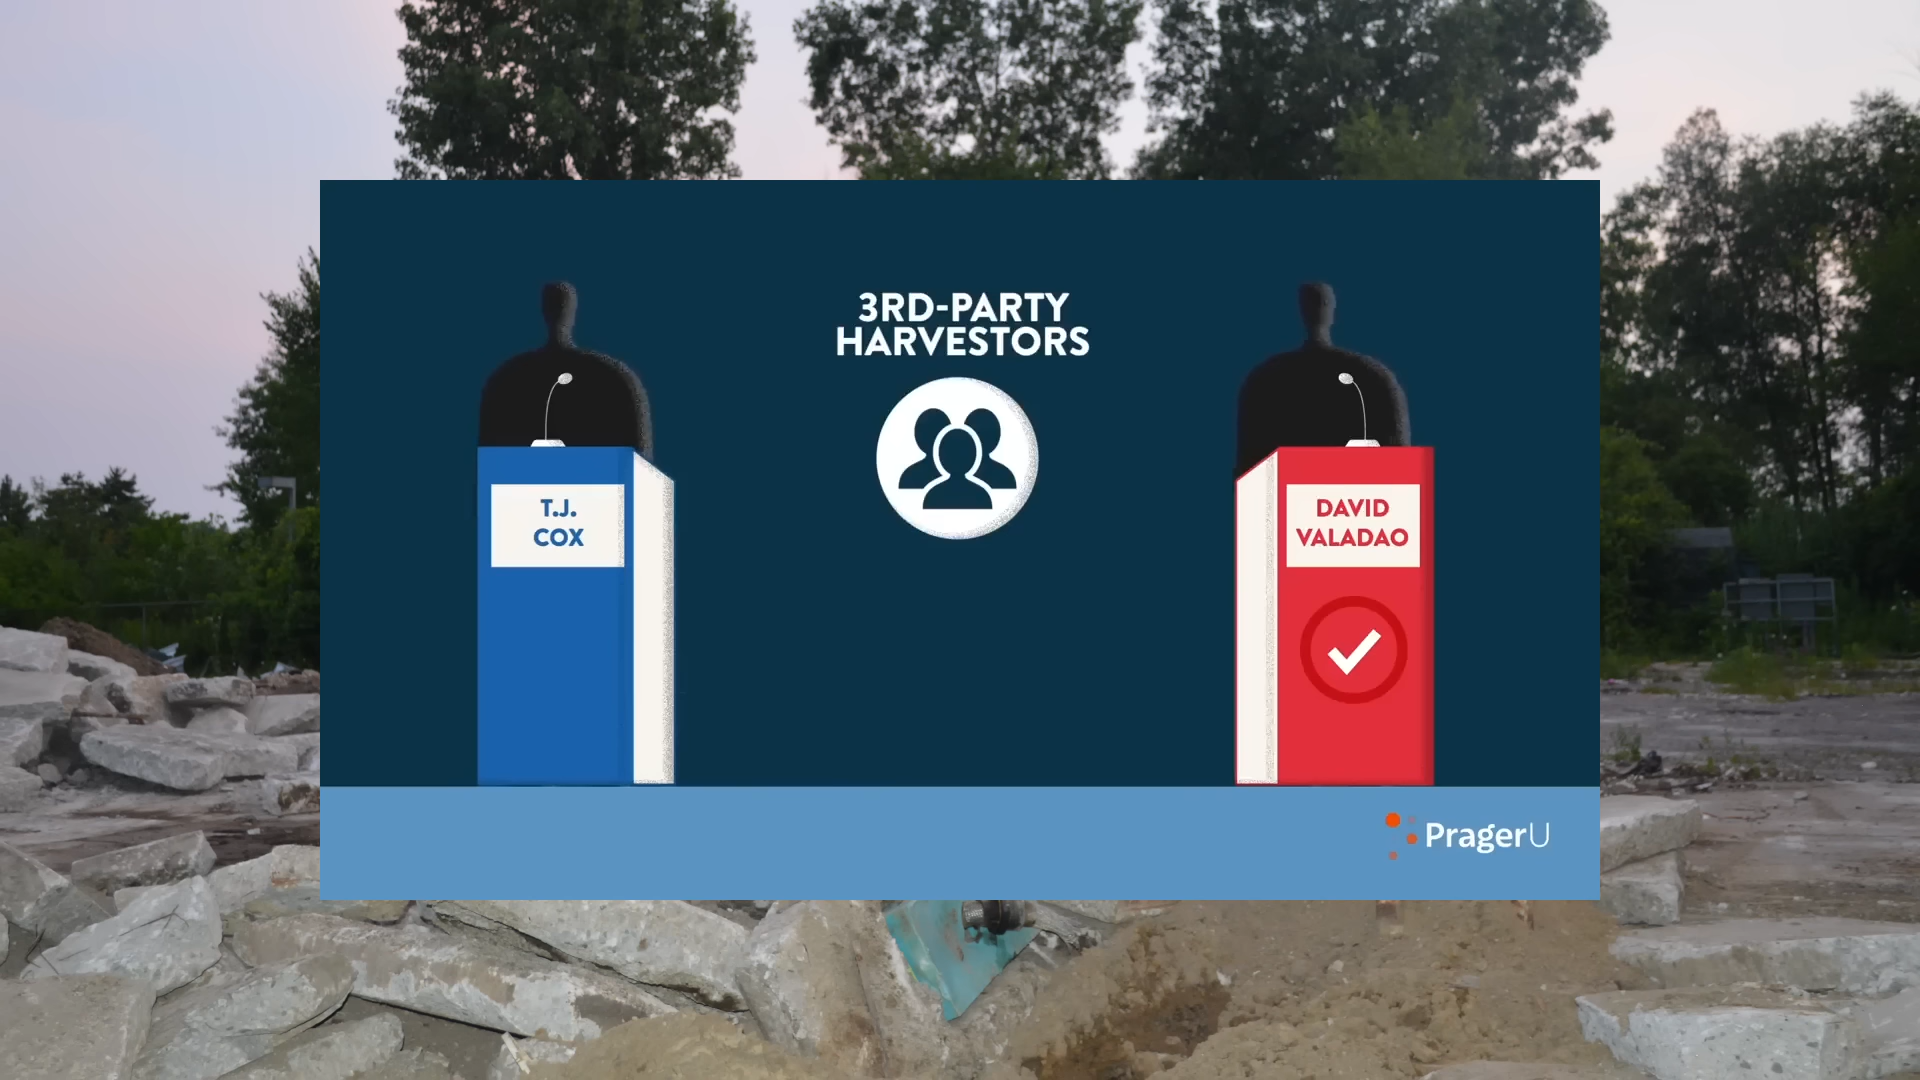 3RD-PARTY
HARVESTORS
T.J.
COX
DAVID
VALADAO
PragerU